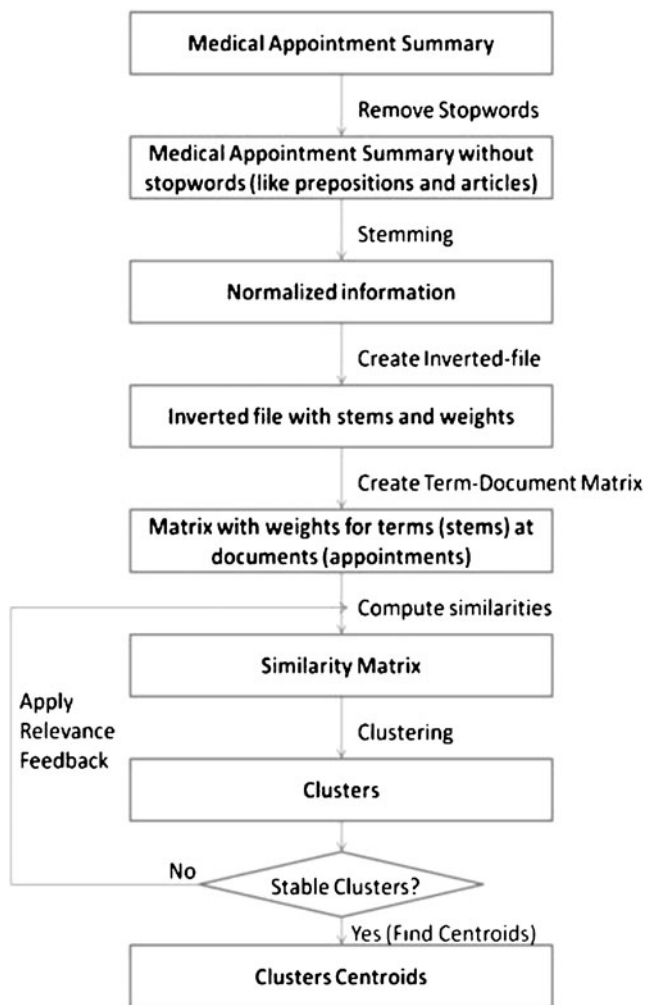 Medical Appointment Summary
Remove Stopwords
Medical Appointment Summary without
stopwords (like prepositions and articles)
Stemming
Normalized information
Create Inverted-file
Inverted file with stems and weights
Create Term-Document Matrix
Matrix with weights for terms (stems) at
documents (appointments)
Compute similarities
Similarity Matrix
Apply
Relevance
Feedback
Clustering
Clusters
No
Stable Clusters?
Yes (Find Centroids)
Clusters Centroids